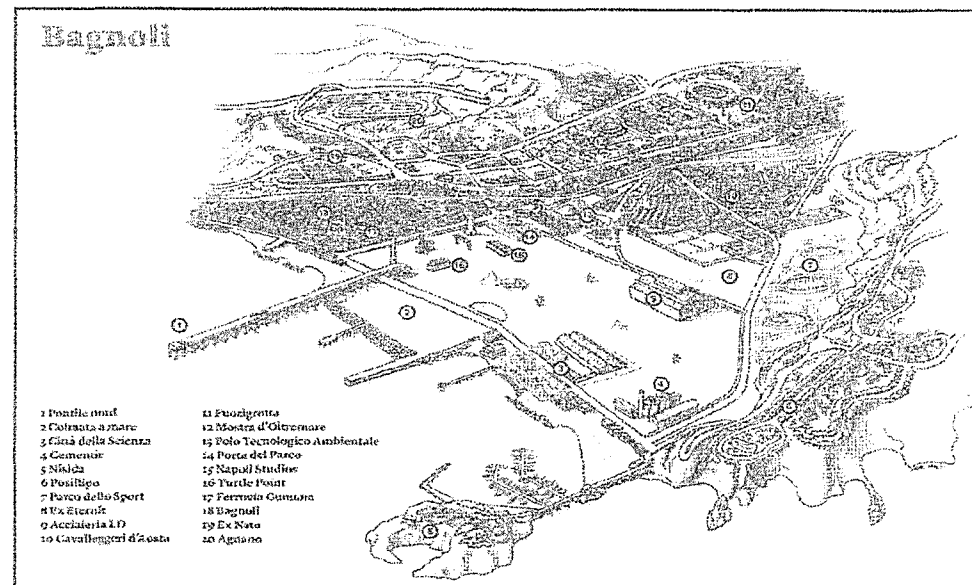 Bagnoli
1 Pontile nord
2 Colmata a mare
3 Città della Scienza
4 Cementir
5 Nisida
6 Posillipo
7 Parco dello Sport
8 Ex Eternit
9 Acciaieria LD
10 Cavalleggeri d'Aosta
11 Fuorigrotta
12 Mostra d'Oltremare
13 Polo Tecnologico Ambientale
14 Porta del Parco
15 Napoli Studios
16 Turtle Point
17 Ferrovia Cumana
18 Bagnoli
19 Ex Nato
20 Agnano